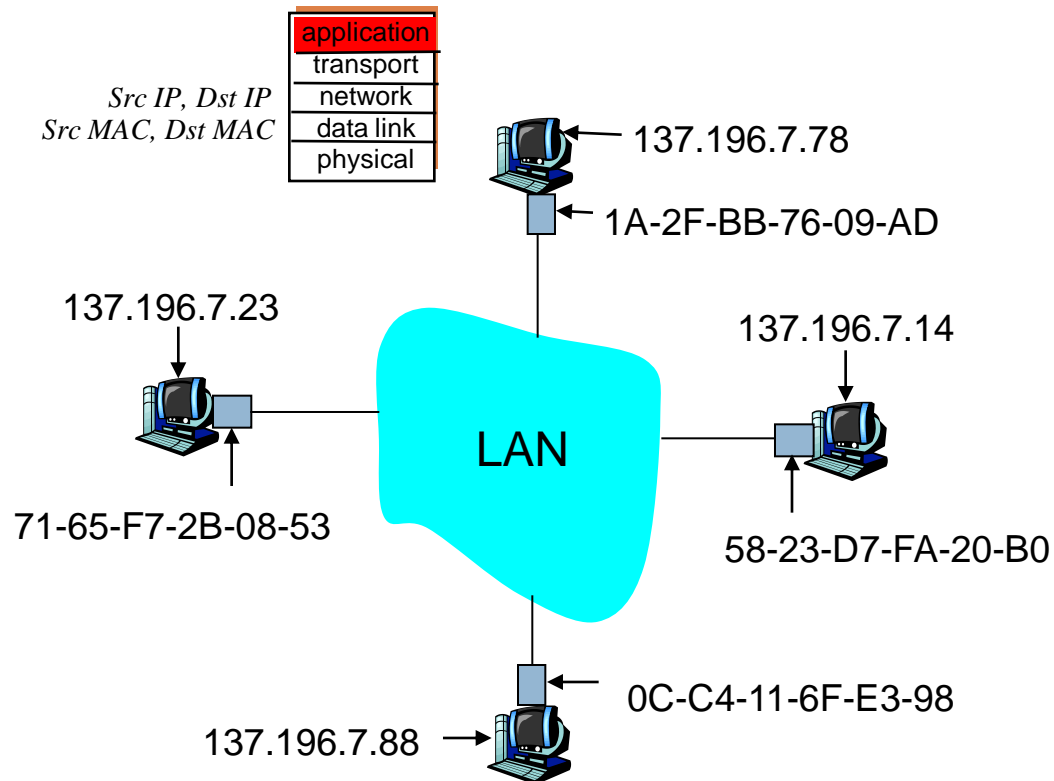 application
transport
Src IP, Dst IP network
Src MAC, Dst MAC data link
physical
137.196.7.78
1A-2F-BB-76-09-AD
137.196.7.23
137.196.7.14
LAN
71-65-F7-2B-08-53
58-23-D7-FA-20-B0
0C-C4-11-6F-E3-98
137.196.7.88